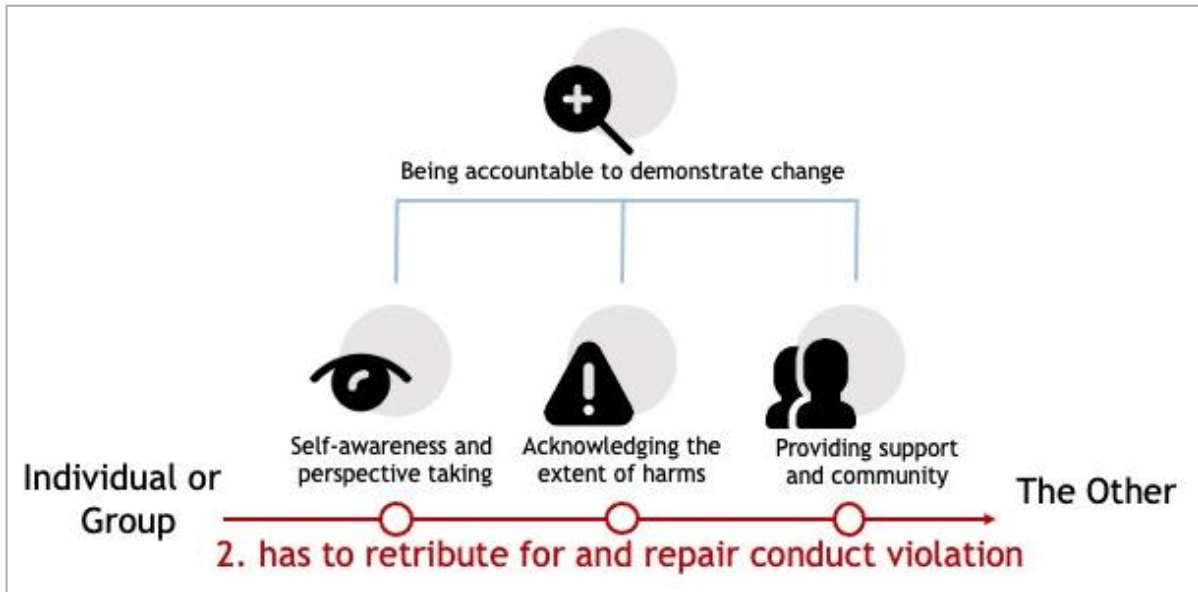 Being accountable to demonstrate change
Self-awareness and
perspective taking
Acknowledging the
extent of harms
Providing support
and community
Individual or
Group
The Other
2. has to retribute for and repair conduct violation